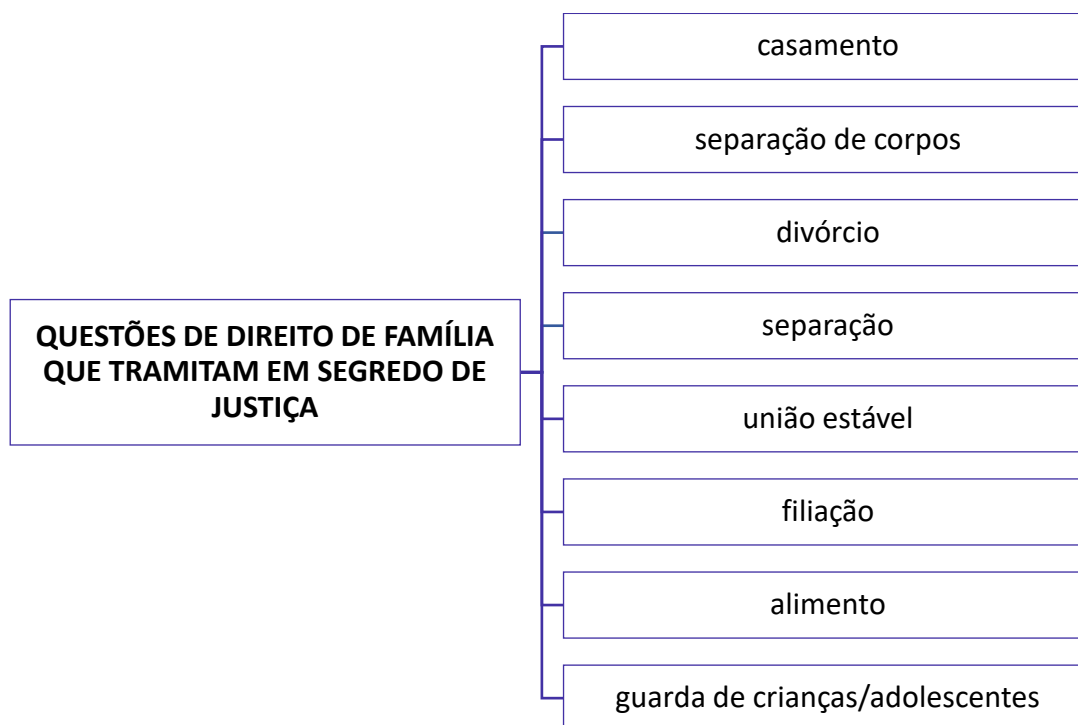 casamento
separação de corpos
divórcio
QUESTÕES DE DIREITO DE FAMÍLIA
QUE TRAMITAM EM SEGREDO DE
JUSTIÇA
separação
união estável
filiação
alimento
guarda de crianças/adolescentes